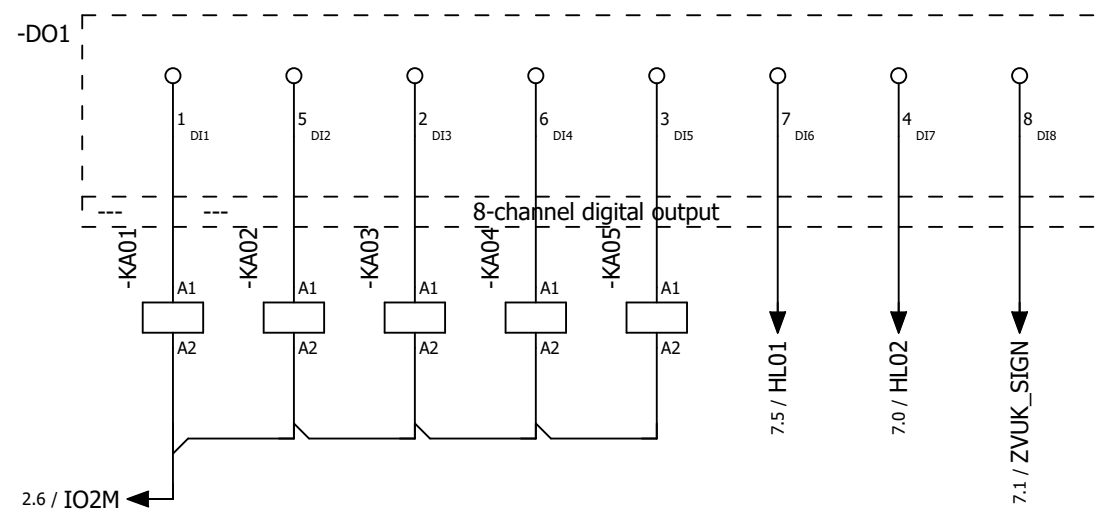 -DO1
1 DI1
5 DI2
2 DI3
6 DI4
3 DI5
7 DI6
4 DI7
8 DI8
--- ---
8-channel digital output
-KA01
-KA02
-KA03
-KA04
-KA05
A1 A1 A1 A1 A1
A2 A2 A2 A2 A2
7.5 / HL01
7.0 / HL02
7.1 / ZVUK_SIGN
2.6 / IO2M